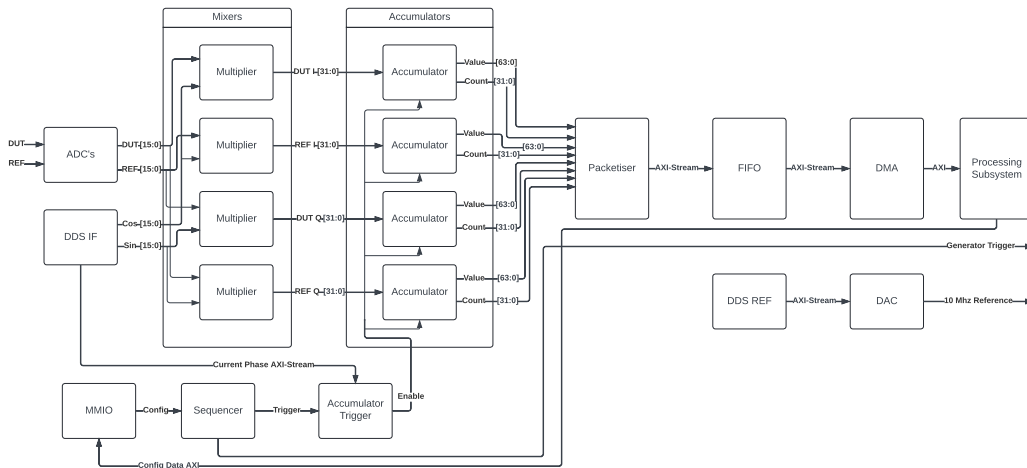 Mixers
Accumulators
Multiplier
DUT I-[31:0]
Accumulator
Value
[63:0]
Count
[31:0]
DUT
REF
ADC's
DUT-[15:0]
REF-[15:0]
Multiplier
REF I-[31:0]
Accumulator
Value
[63:0]
Count
[31:0]
Packetiser
AXI-Stream
FIFO
AXI-Stream
DMA
AXI
Processing
Subsystem
DDS IF
Cos-[15:0]
Sin-[15:0]
Multiplier
DUT Q-[31:0]
Accumulator
Value
[63:0]
Count
[31:0]
Generator Trigger
Multiplier
REF Q-[31:0]
Accumulator
Value
[63:0]
Count
[31:0]
DDS REF
AXI-Stream
DAC
10 Mhz Reference
Current Phase AXI-Stream
MMIO
Config
Sequencer
Trigger
Accumulator
Trigger
Enable
Config Data AXI